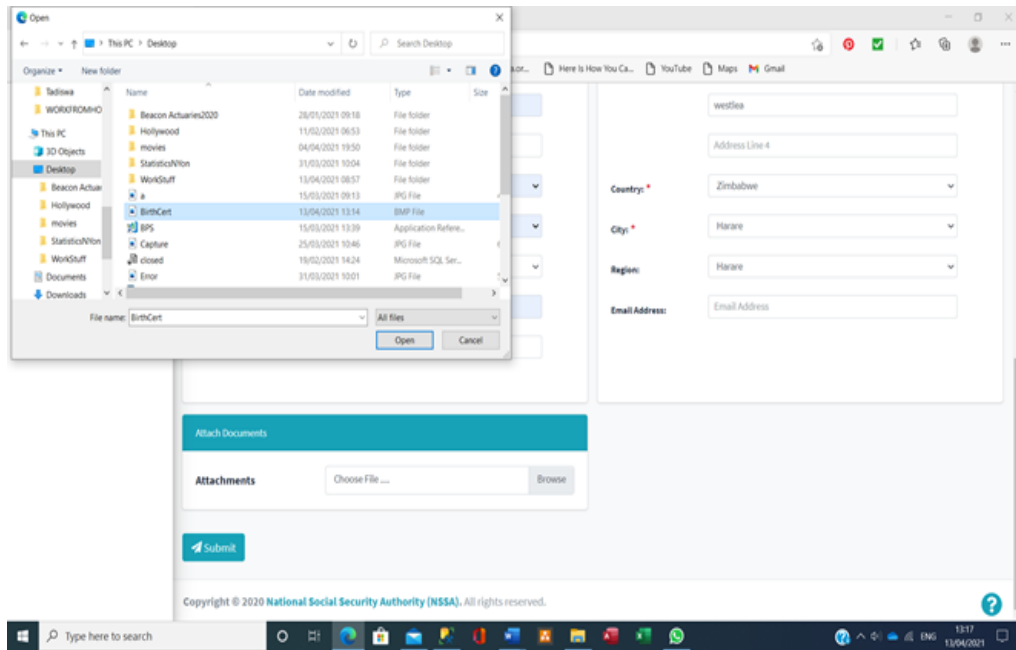 Open
This PC > Desktop
Search Desktop
Organize
New folder
Here Is How You Ca...
YouTube
Maps
Gmail
Tadiswa
WORKFROMHO
This PC
3D Objects
Desktop
Beacon Actuar
Hollywood
movies
StatisticsNYon
WorkStuff
Documents
Downloads
Name Date modified Type Size
Beacon Actuaries2020 28/01/2021 09:18 File folder
Hollywood 11/02/2021 06:53 File folder
movies 04/04/2021 19:50 File folder
StatisticsNYon 31/03/2021 10:04 File folder
WorkStuff 13/04/2021 08:57 File folder
a 15/03/2021 09:13 JPG File
BirthCert 13/04/2021 13:14 BMP File
BPS 15/03/2021 13:39 Application Refere...
Capture 25/03/2021 10:46 JPG File
closed 19/02/2021 14:24 Microsoft SQL Ser...
Error 31/03/2021 10:01 JPG File
File name: BirthCert
All files
Open Cancel
westlea
Address Line 4
Country: * Zimbabwe
City: * Harare
Region: Harare
Email Address: Email Address
Attach Documents
Attachments Choose File .... Browse
Submit
Copyright © 2020 National Social Security Authority (NSSA). All rights reserved.
Type here to search
ENG
13:17
13/04/2021